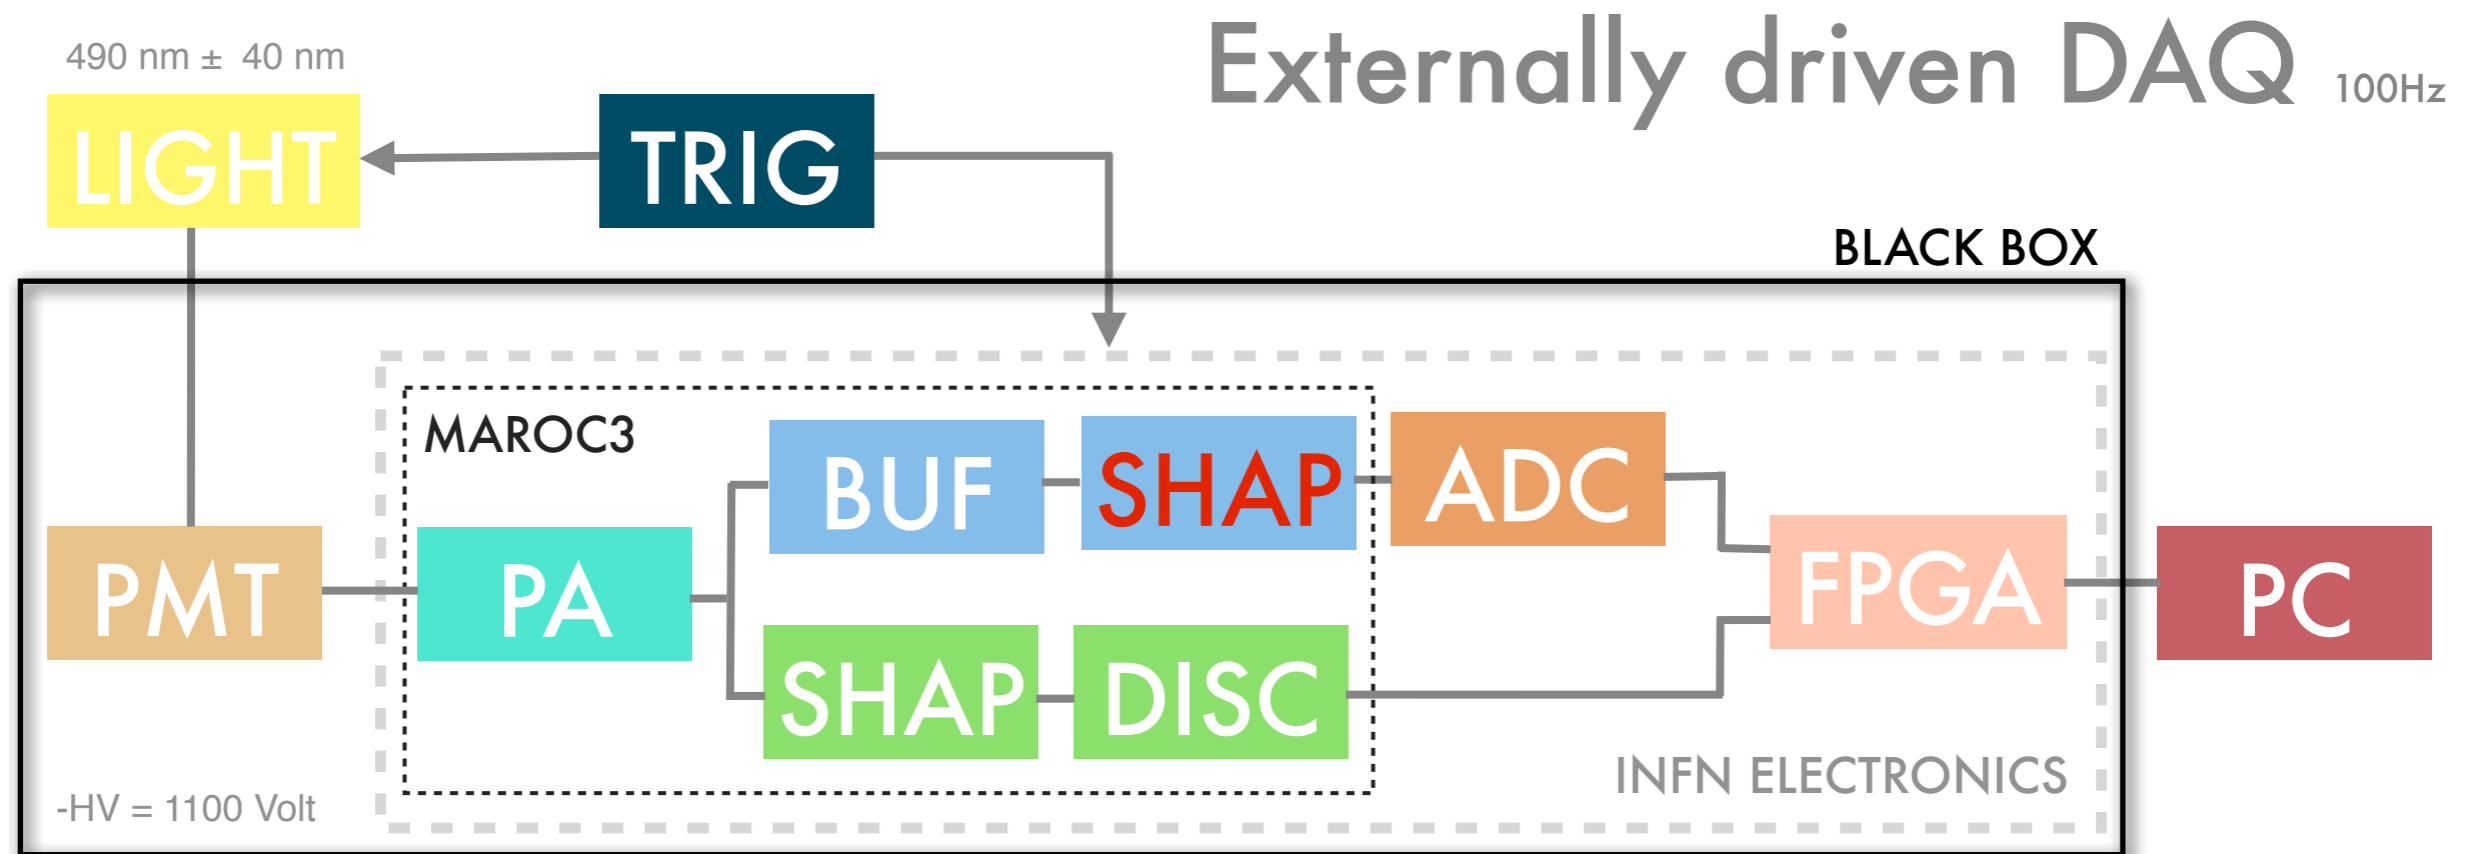 Externally driven DAQ 100Hz
490 nm ± 40 nm
LIGHT
TRIG
BLACK BOX
MAROC3
BUF
SHAP
ADC
PMT
PA
FPGA
PC
SHAP
DISC
INFN ELECTRONICS
-HV = 1100 Volt